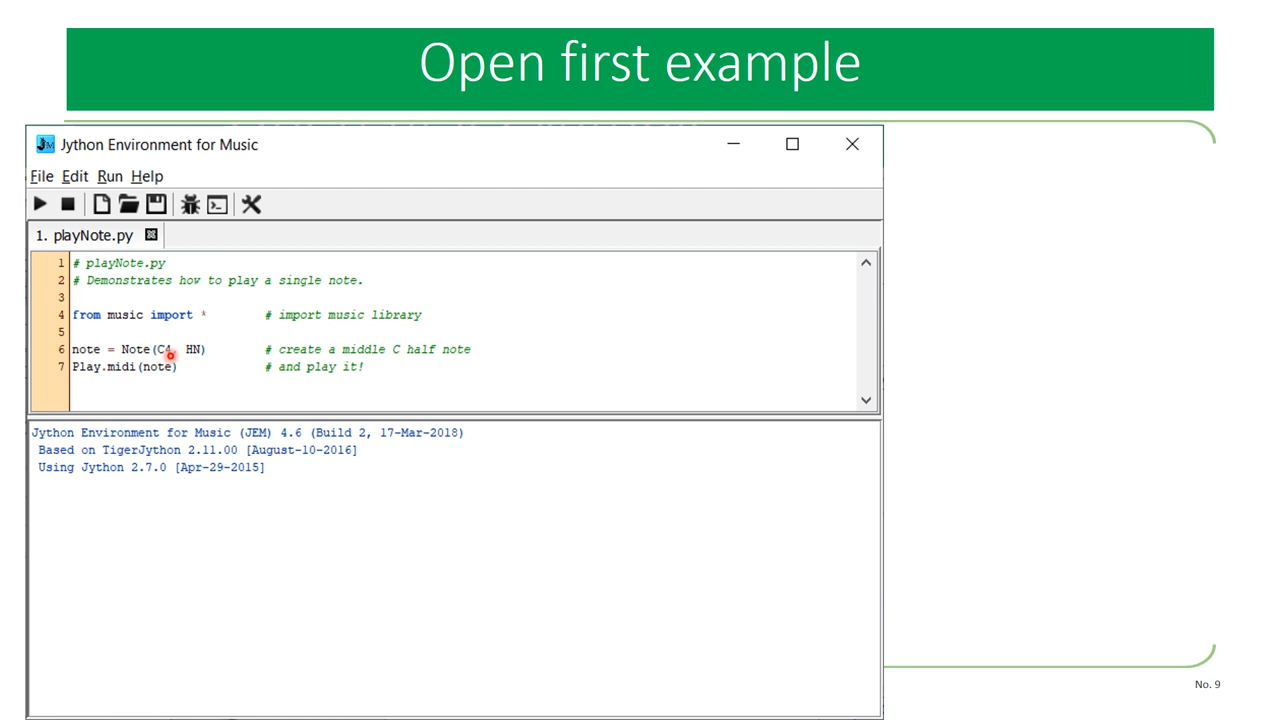 Open first example
Jython Environment for Music
File Edit Run Help
1. playNote.py
1 # playNote.py
2 # Demonstrates how to play a single note.
3
4 from music import * # import music library
5
6 note = Note(C4, HN) # create a middle C half note
7 Play.midi(note) # and play it!
Jython Environment for Music (JEM) 4.6 (Build 2, 17-Mar-2018)
Based on TigerJython 2.11.00 [August-10-2016]
Using Jython 2.7.0 [Apr-29-2015]
No. 9